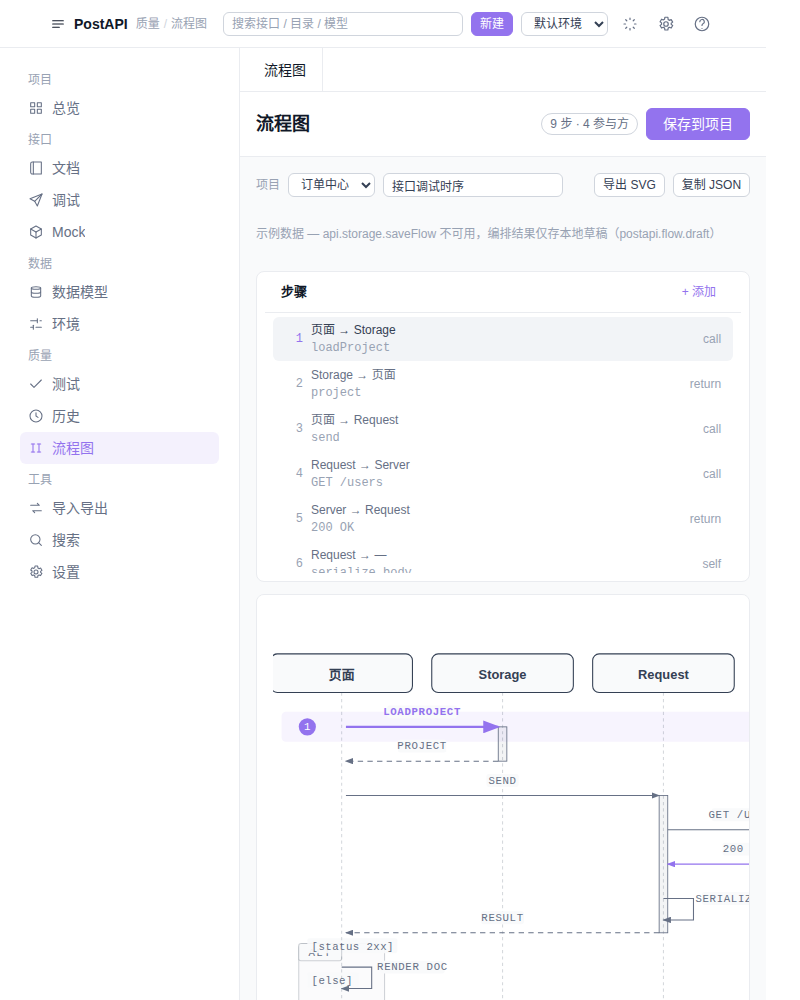 PostAPI 质量 / 流程图 搜索接口 / 目录 / 模型 新建 默认环境
项目
总览
接口
文档
调试
Mock
数据
数据模型
环境
质量
测试
历史
流程图
工具
导入导出
搜索
设置
流程图
流程图 9 步 · 4 参与方 保存到项目
项目 订单中心 接口调试时序 导出 SVG 复制 JSON
示例数据 — api.storage.saveFlow 不可用，编排结果仅存本地草稿（postapi.flow.draft）
步骤 + 添加
1 页面 → Storage call
loadProject
2 Storage → 页面 return
project
3 页面 → Request call
send
4 Request → Server call
GET /users
5 Server → Request return
200 OK
6 Request → — self
serialize body
页面 Storage Request
LOADPROJECT
1
PROJECT
SEND
GET /U
200
SERIALIZ
RESULT
[status 2xx]
ALT
RENDER DOC
[else]